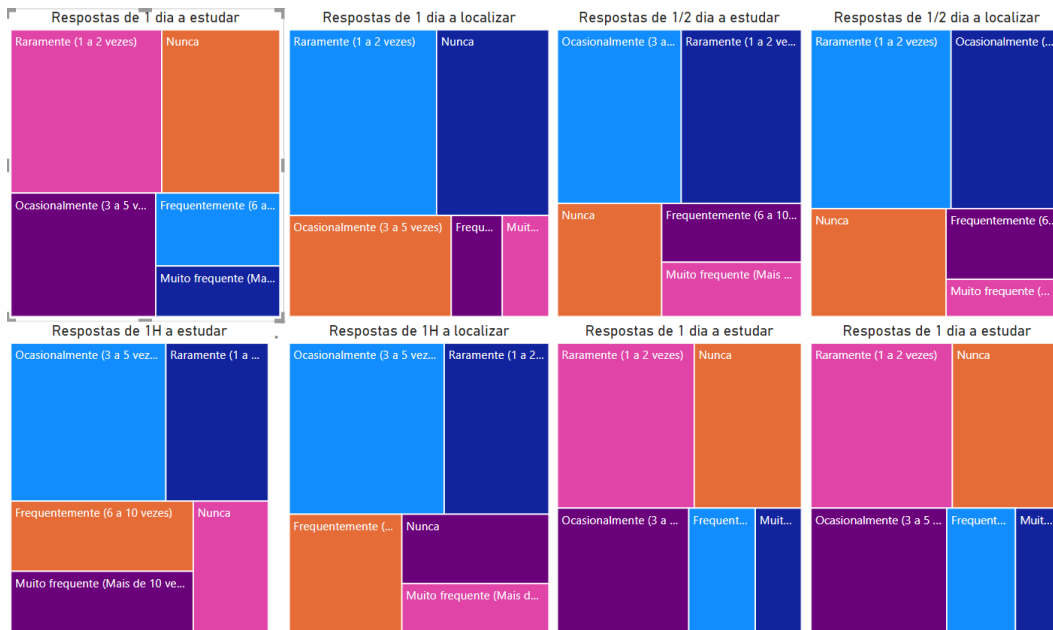 Respostas de 1 dia a estudar
Raramente (1 a 2 vezes)
Nunca
Ocasionalmente (3 a 5 v...
Frequentemente (6 a...
Muito frequente (Ma...
Respostas de 1 dia a localizar
Raramente (1 a 2 vezes)
Nunca
Ocasionalmente (3 a 5 vezes)
Frequ...
Muit...
Respostas de 1/2 dia a estudar
Ocasionalmente (3 a...
Raramente (1 a 2 ve...
Nunca
Frequentemente (6 a 10...
Muito frequente (Mais ...
Respostas de 1/2 dia a localizar
Raramente (1 a 2 vezes)
Ocasionalmente (...
Nunca
Frequentemente (6...
Muito frequente (...
Respostas de 1H a estudar
Ocasionalmente (3 a 5 vez...
Raramente (1 a ...
Frequentemente (6 a 10 vezes)
Nunca
Muito frequente (Mais de 10 ve...
Respostas de 1H a localizar
Ocasionalmente (3 a 5 vez...
Raramente (1 a 2...
Frequentemente (...
Nunca
Muito frequente (Mais d...
Respostas de 1 dia a estudar
Raramente (1 a 2 vezes)
Nunca
Ocasionalmente (3 a ...
Frequent...
Muit...
Respostas de 1 dia a estudar
Raramente (1 a 2 vezes)
Nunca
Ocasionalmente (3 a 5 ...
Frequent...
Muit...